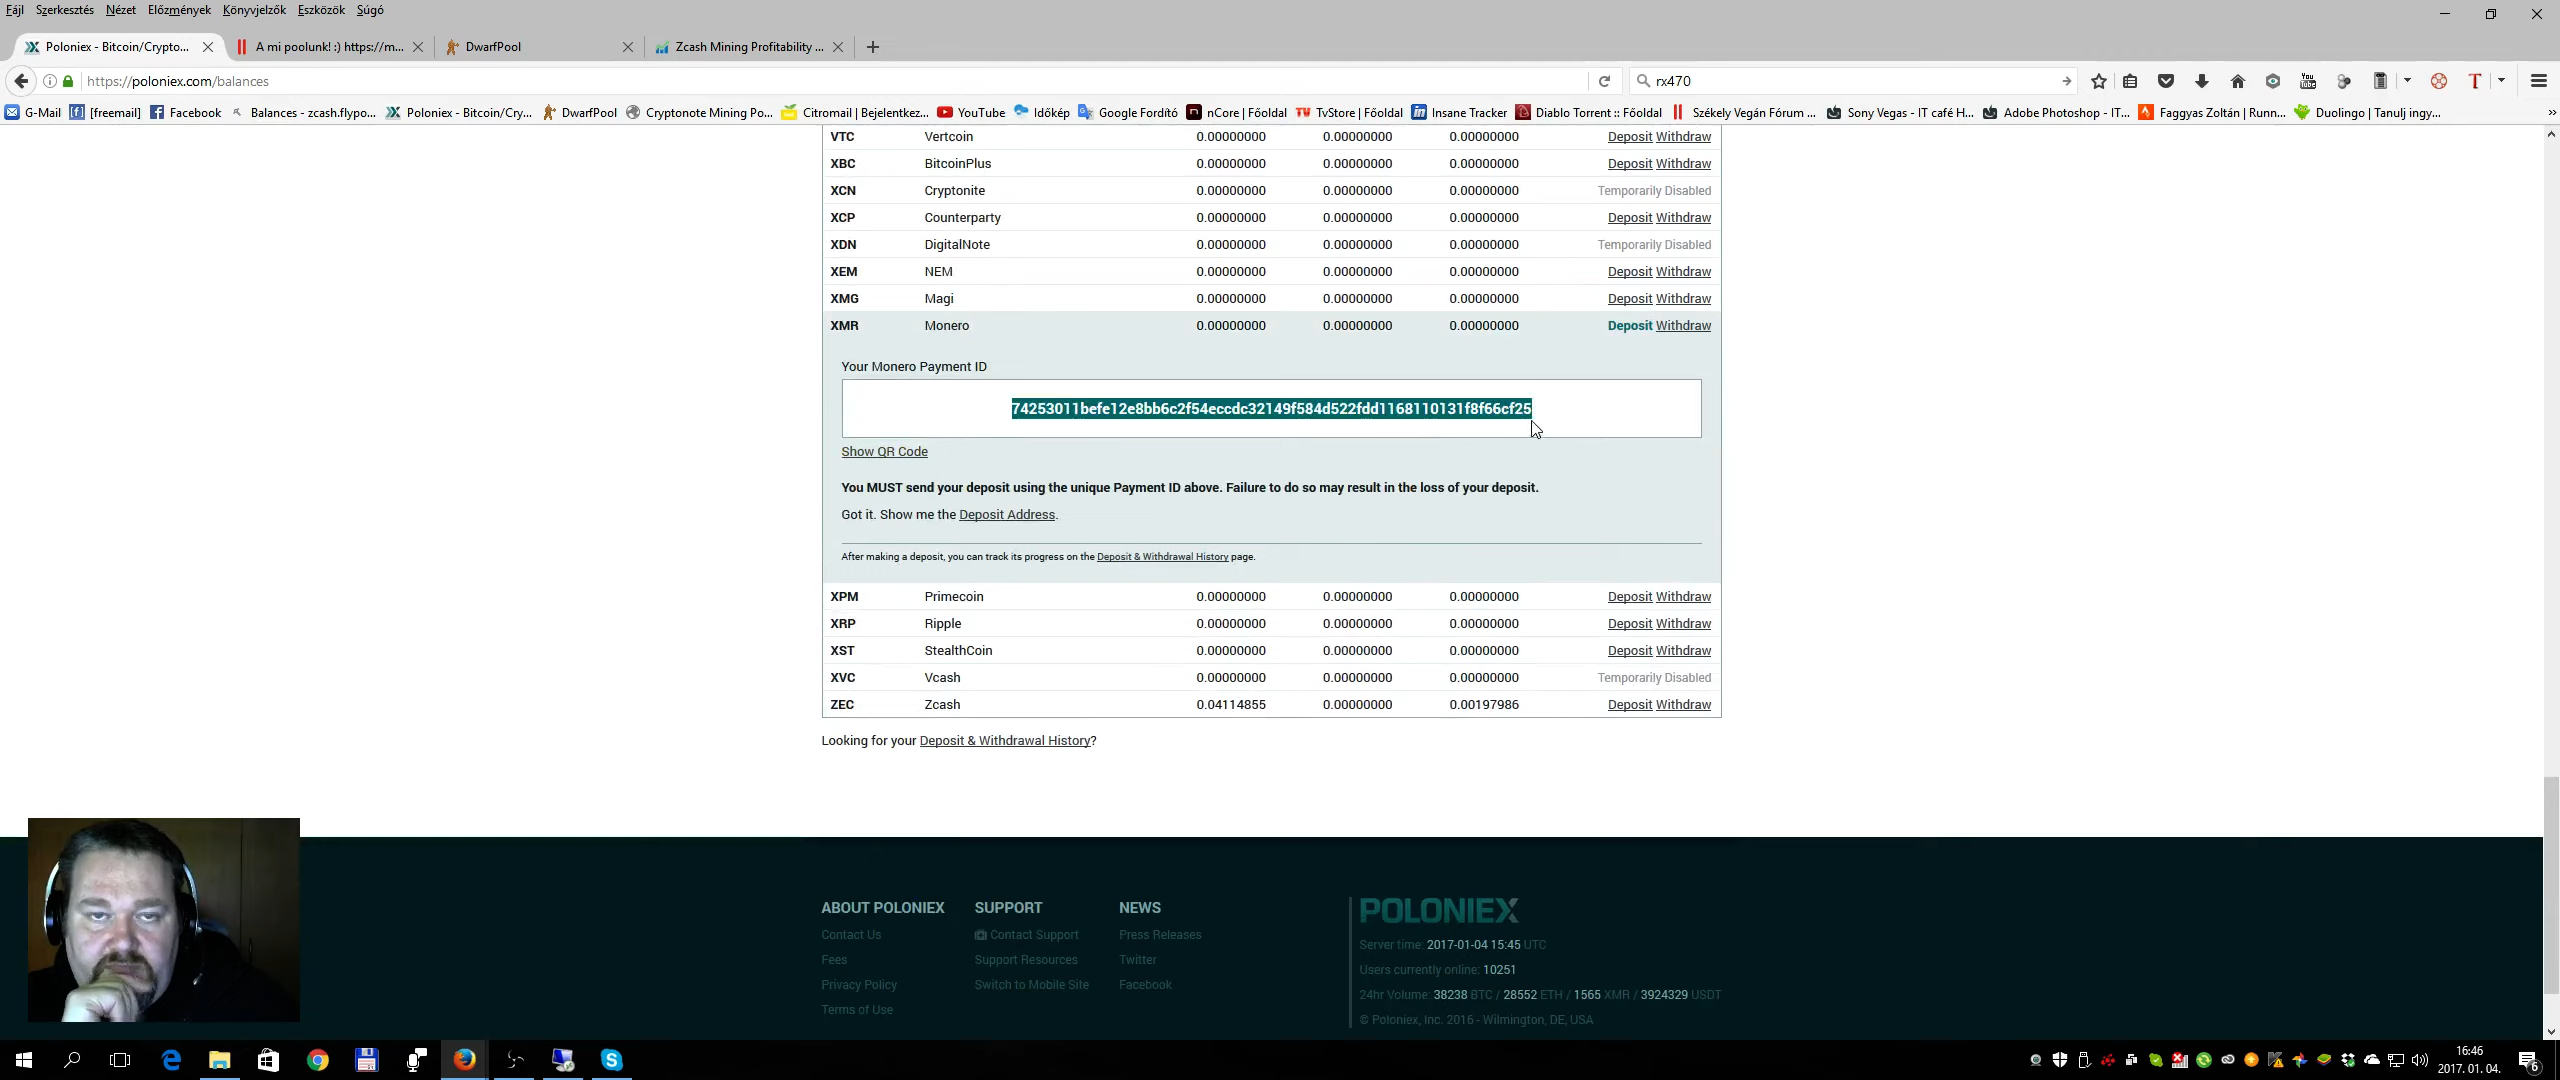 Fájl Szerkesztés Nézet Előzmények Könyvjelzők Eszközök Súgó
Poloniex - Bitcoin/Crypto... A mi poolunk! :) https://m... DwarfPool Zcash Mining Profitability ...
https://poloniex.com/balances rx470
G-Mail [freemail] Facebook Balances - zcash.flypo... Poloniex - Bitcoin/Cry... DwarfPool Cryptonote Mining Po... Citromail | Bejelentkez... YouTube Időkép Google Fordító nCore | Főoldal TvStore | Főoldal Insane Tracker Diablo Torrent :: Főoldal Székely Vegán Fórum ... Sony Vegas - IT café H... Adobe Photoshop - IT... Faggyas Zoltán | Runn... Duolingo | Tanulj ingy...
VTC Vertcoin 0.00000000 0.00000000 0.00000000 Deposit Withdraw
XBC BitcoinPlus 0.00000000 0.00000000 0.00000000 Deposit Withdraw
XCN Cryptonite 0.00000000 0.00000000 0.00000000 Temporarily Disabled
XCP Counterparty 0.00000000 0.00000000 0.00000000 Deposit Withdraw
XDN DigitalNote 0.00000000 0.00000000 0.00000000 Temporarily Disabled
XEM NEM 0.00000000 0.00000000 0.00000000 Deposit Withdraw
XMG Magi 0.00000000 0.00000000 0.00000000 Deposit Withdraw
XMR Monero 0.00000000 0.00000000 0.00000000 Deposit Withdraw
Your Monero Payment ID
74253011befe12e8bb6c2f54eccdc32149f584d522fdd1168110131f8f66cf25
Show QR Code
You MUST send your deposit using the unique Payment ID above. Failure to do so may result in the loss of your deposit.
Got it. Show me the Deposit Address.
After making a deposit, you can track its progress on the Deposit & Withdrawal History page.
XPM Primecoin 0.00000000 0.00000000 0.00000000 Deposit Withdraw
XRP Ripple 0.00000000 0.00000000 0.00000000 Deposit Withdraw
XST StealthCoin 0.00000000 0.00000000 0.00000000 Deposit Withdraw
XVC Vcash 0.00000000 0.00000000 0.00000000 Temporarily Disabled
ZEC Zcash 0.04114855 0.00000000 0.00197986 Deposit Withdraw
Looking for your Deposit & Withdrawal History?
ABOUT POLONIEX SUPPORT NEWS POLONIEX
Contact Us Contact Support Press Releases Server time: 2017-01-04 15:45 UTC
Fees Support Resources Twitter Users currently online: 10251
Privacy Policy Switch to Mobile Site Facebook 24hr Volume: 38238 BTC / 28552 ETH / 1565 XMR / 3924329 USDT
Terms of Use © Poloniex, Inc. 2016 - Wilmington, DE, USA
16:46
2017. 01. 04.
6